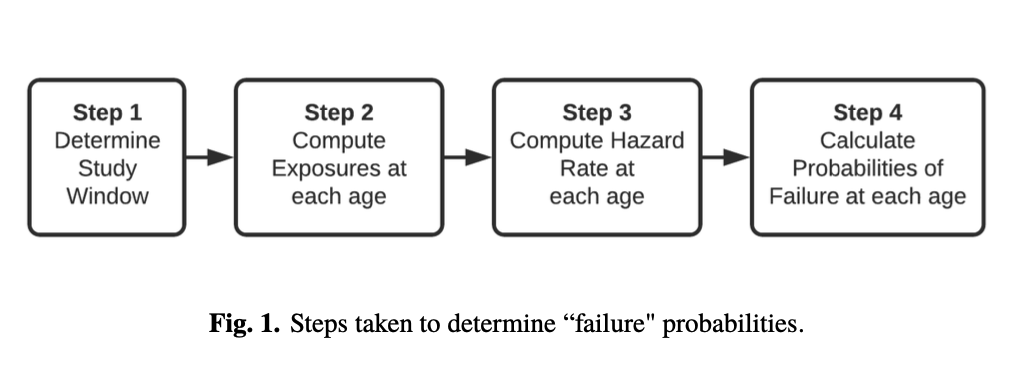 Step 1
Determine
Study
Window
Step 2
Compute
Exposures at
each age
Step 3
Compute Hazard
Rate at
each age
Step 4
Calculate
Probabilities of
Failure at each age
Fig. 1. Steps taken to determine “failure" probabilities.